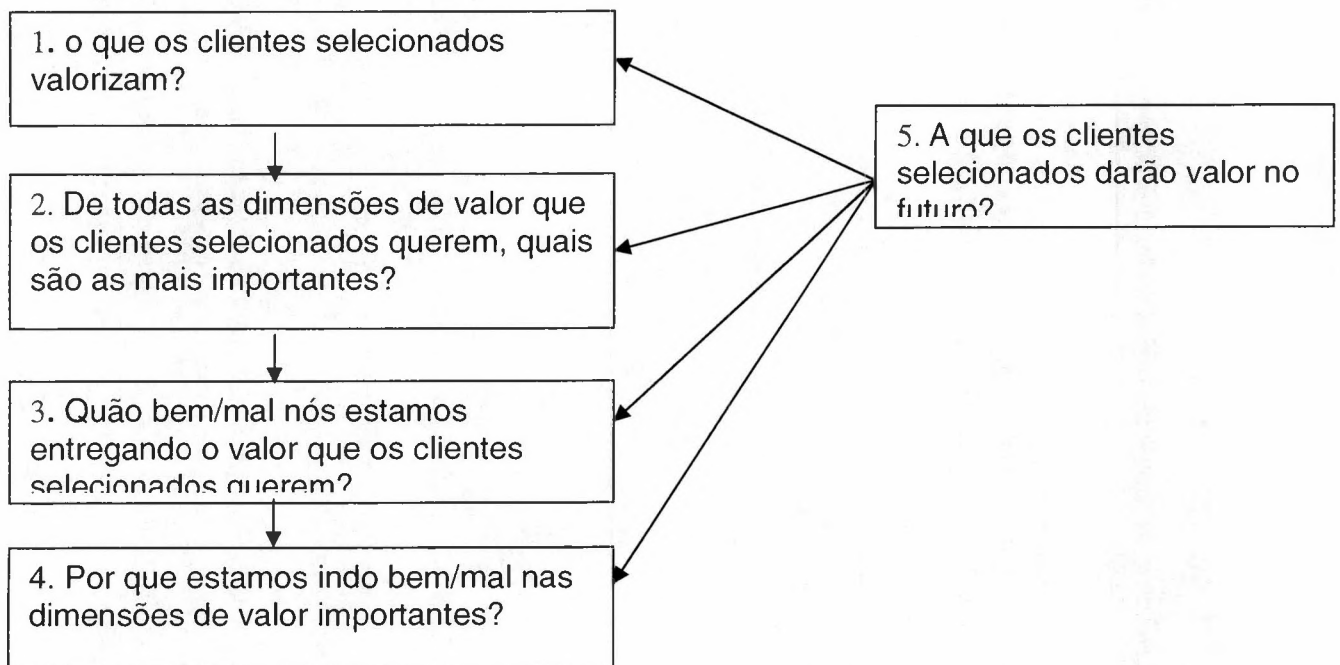 1. o que os clientes selecionados
valorizam?
2. De todas as dimensões de valor que
os clientes selecionados querem, quais
são as mais importantes?
3. Quão bem/mal nós estamos
entregando o valor que os clientes
selecionados querem?
4. Por que estamos indo bem/mal nas
dimensões de valor importantes?
5. A que os clientes
selecionados darão valor no
futuro?